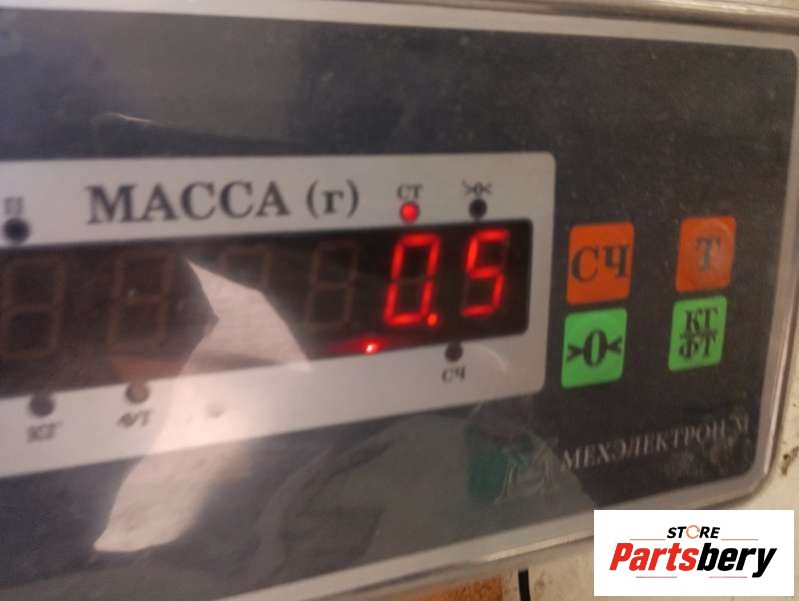 МАССА (г)
СТ
>0<
0.5
СЧ
Т
>0<
КГ
ФТ
КГ
ФТ
СЧ
МЕХЭЛЕКТРОН М
STORE
Partsbery